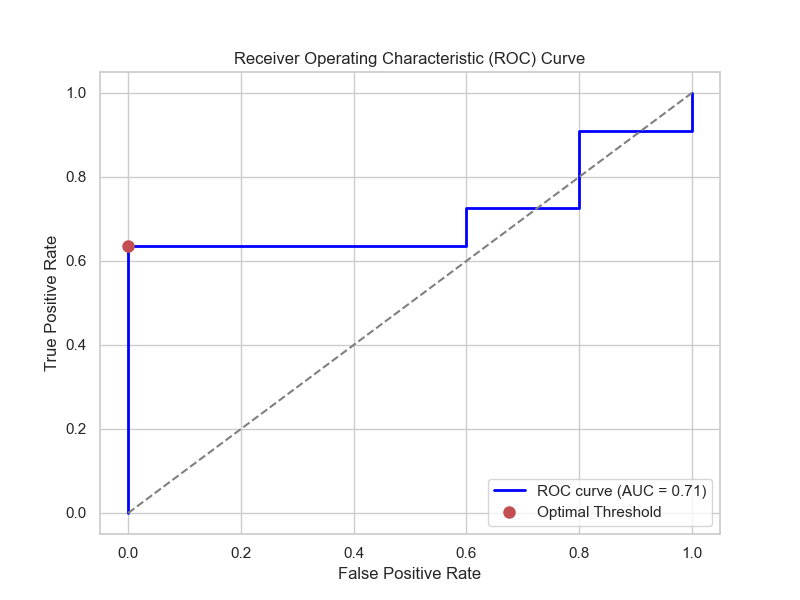 Receiver Operating Characteristic (ROC) Curve
True Positive Rate
1.0
0.8
0.6
0.4
0.2
0.0
0.0 0.2 0.4 0.6 0.8 1.0
False Positive Rate
ROC curve (AUC = 0.71)
Optimal Threshold